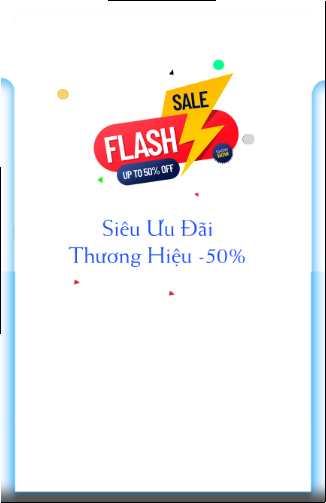 SALE
FLASH
UP TO 50% OFF
SHOP
NOW
Siêu Ưu Đãi
Thương Hiệu -50%